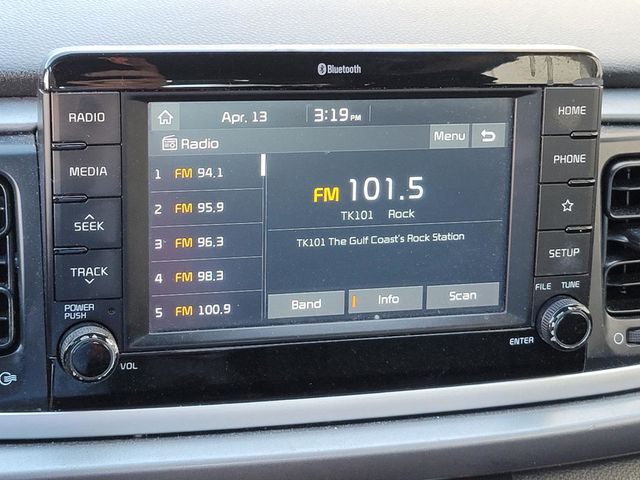 Bluetooth
RADIO
MEDIA
SEEK
TRACK
POWER
PUSH
VOL
Apr. 13 3:19 PM
Radio
Menu
1 FM 94.1
2 FM 95.9
3 FM 96.3
4 FM 98.3
5 FM 100.9
FM 101.5
TK101 Rock
TK101 The Gulf Coast's Rock Station
Band Info Scan
HOME
PHONE
SETUP
FILE TUNE
ENTER